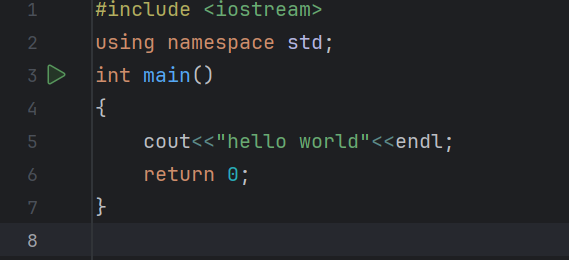 1 #include <iostream>
2 using namespace std;
3 int main()
4 {
5     cout<<"hello world"<<endl;
6     return 0;
7 }
8